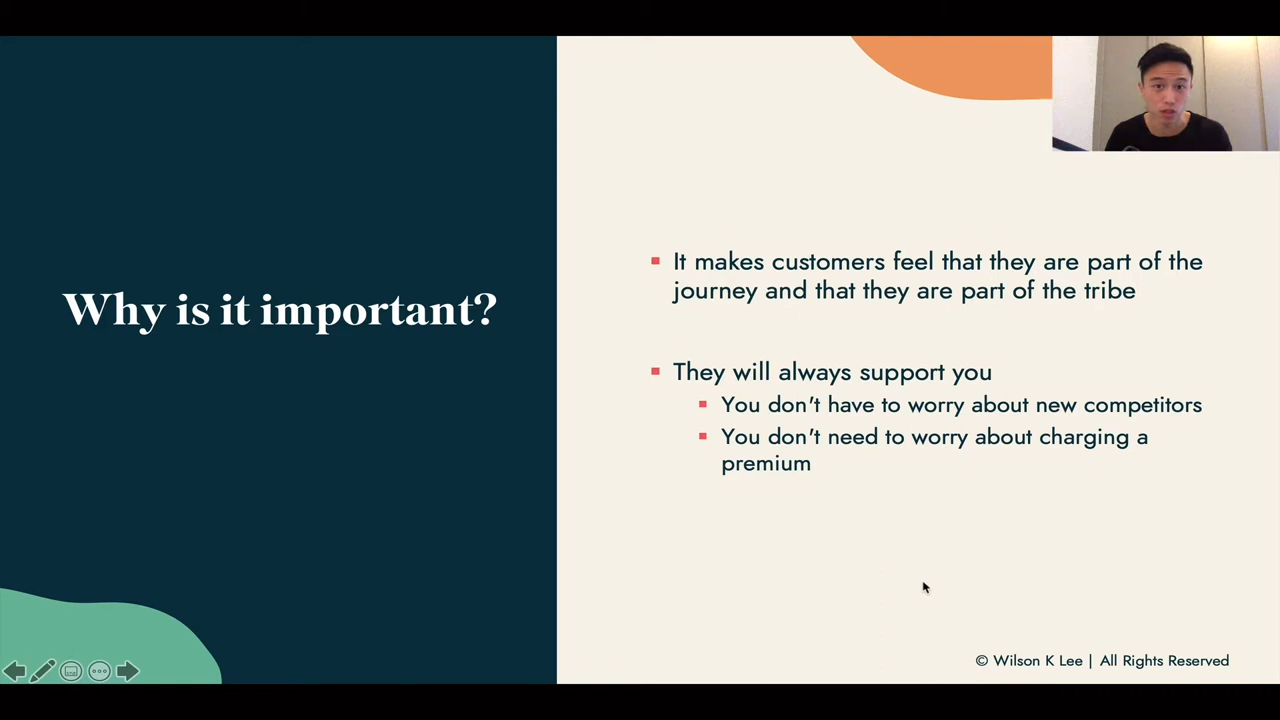 Why is it important?
It makes customers feel that they are part of the
journey and that they are part of the tribe
They will always support you
You don't have to worry about new competitors
You don't need to worry about charging a
premium
© Wilson K Lee | All Rights Reserved